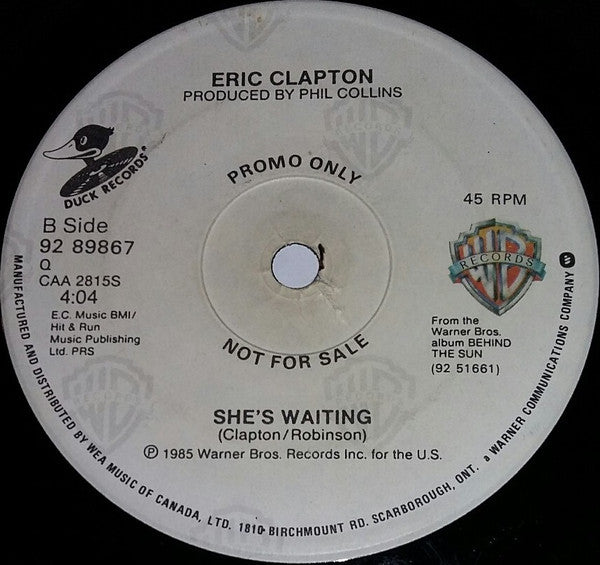 ERIC CLAPTON
PRODUCED BY PHIL COLLINS
DUCK RECORDS
PROMO ONLY
45 RPM
B Side
92 89867
Q
CAA 2815S
4:04
E.C. Music BMI/
Hit & Run
Music Publishing
Ltd. PRS
WB
RECORDS
From the
Warner Bros.
album BEHIND
THE SUN
(92 51661)
NOT FOR SALE
SHE'S WAITING
(Clapton/Robinson)
℗ 1985 Warner Bros. Records Inc. for the U.S.
MANUFACTURED AND DISTRIBUTED BY WEA MUSIC OF CANADA, LTD. 1810 BIRCHMOUNT RD. SCARBOROUGH, ONT. a WARNER COMMUNICATIONS COMPANY